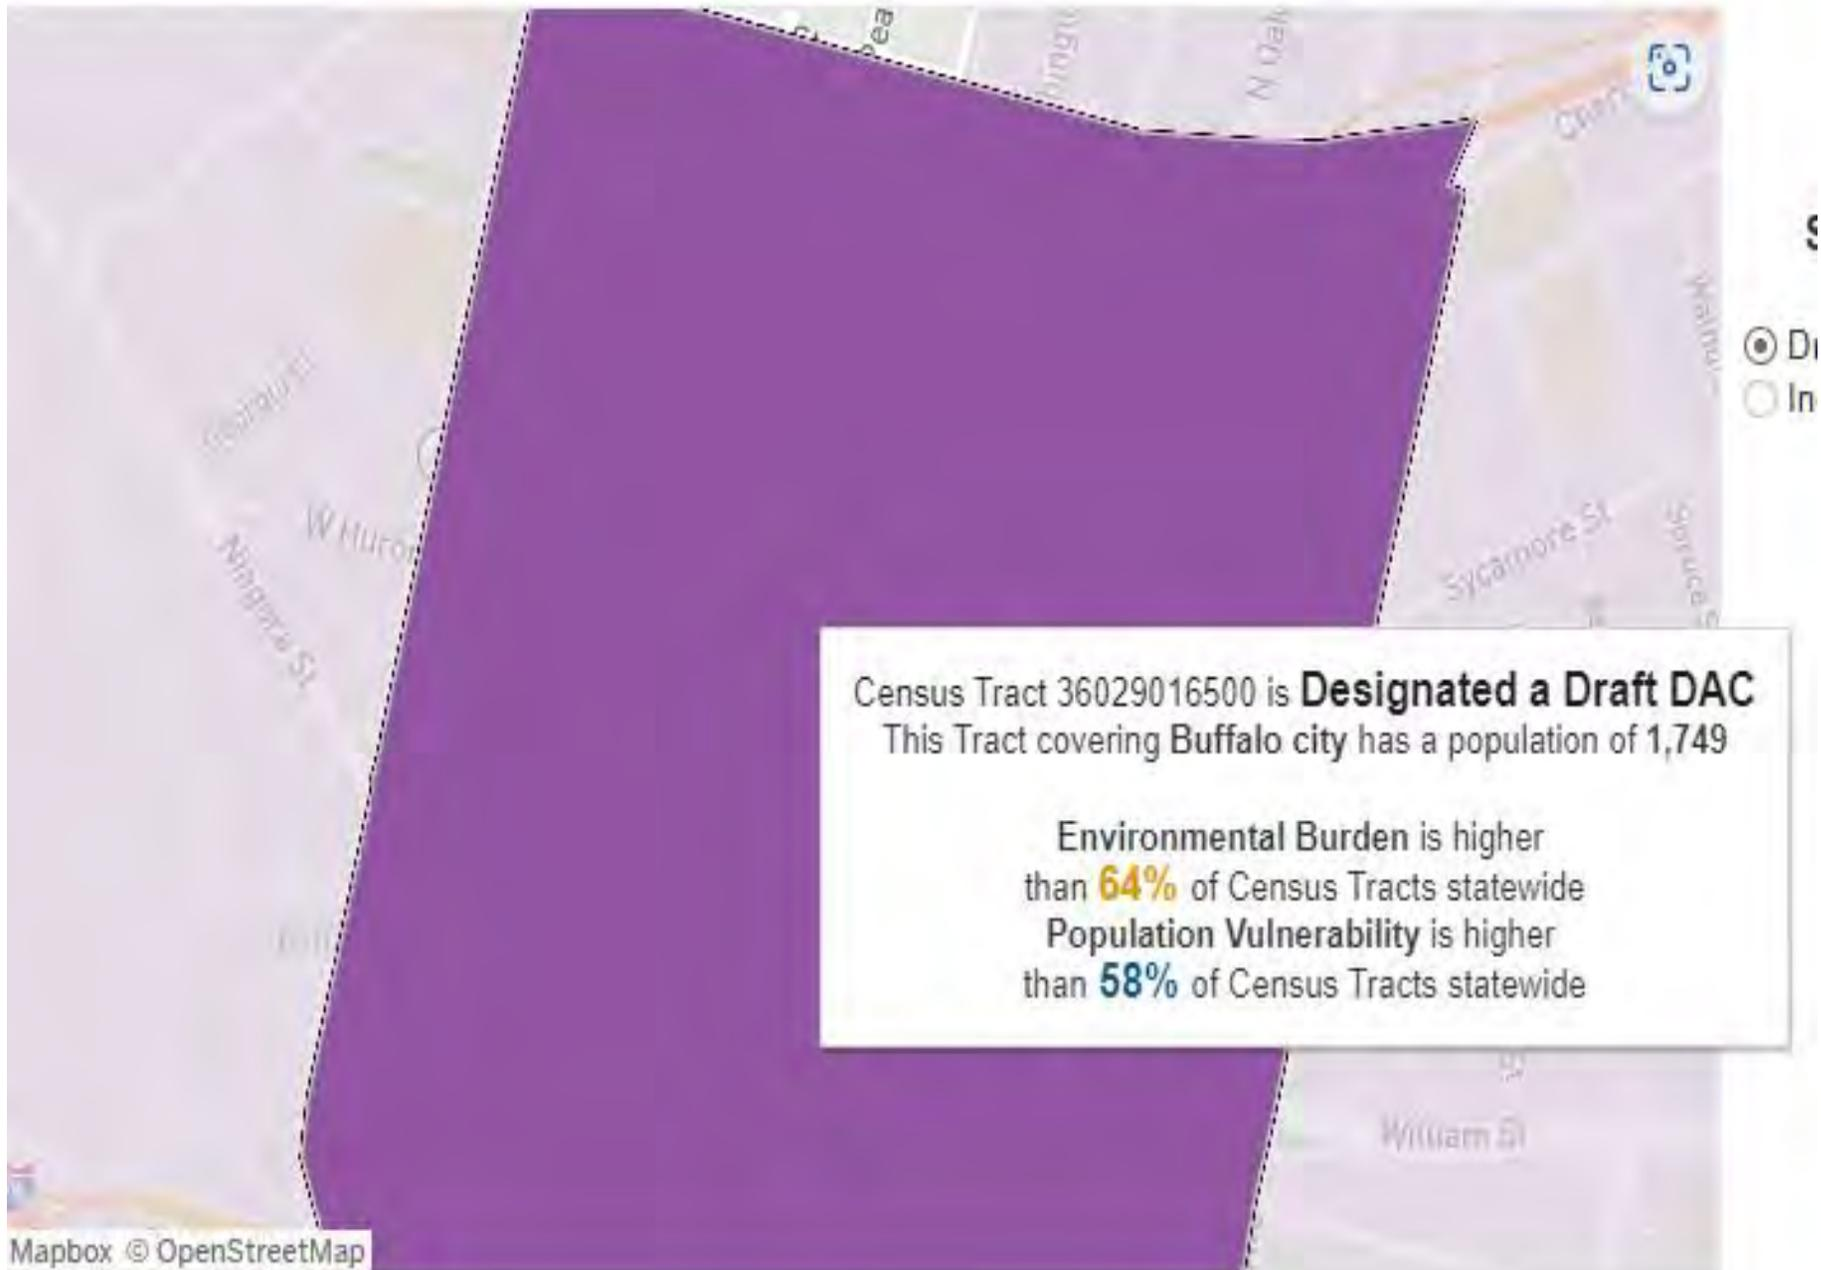 Pea
N Oak
W Huron
Niagara St
Sycamore St
Spruce S
Census Tract 36029016500 is Designated a Draft DAC
This Tract covering Buffalo city has a population of 1,749
Environmental Burden is higher
than 64% of Census Tracts statewide
Population Vulnerability is higher
than 58% of Census Tracts statewide
William St
Mapbox © OpenStreetMap